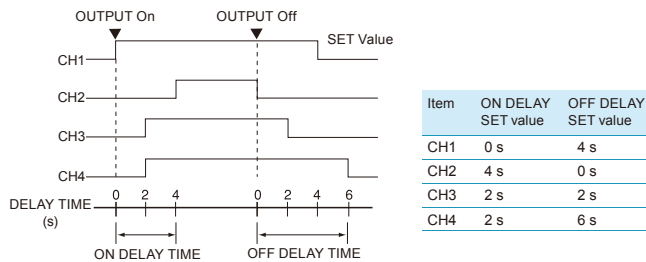 OUTPUT On OUTPUT Off
SET Value
CH1
CH2
CH3
CH4
0 2 4 0 2 4 6
DELAY TIME
(s)
ON DELAY TIME OFF DELAY TIME
Item ON DELAY SET value OFF DELAY SET value
CH1 0 s 4 s
CH2 4 s 0 s
CH3 2 s 2 s
CH4 2 s 6 s